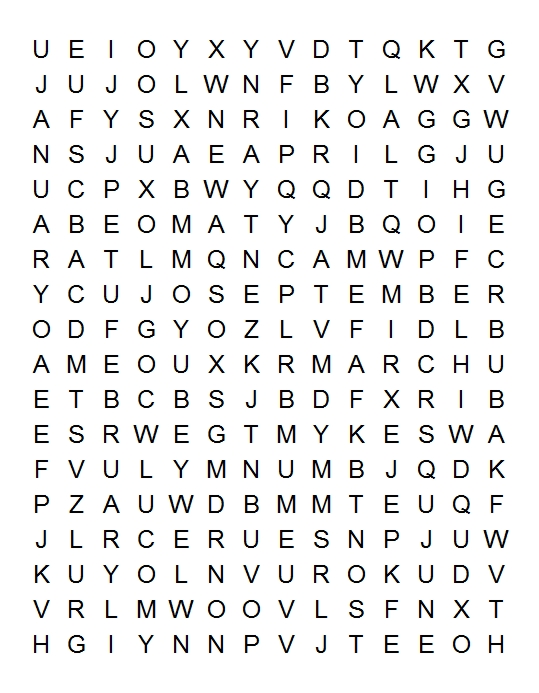 U E I O Y X Y V D T Q K T G
J U J O L W N F B Y L W X V
A F Y S X N R I K O A G G W
N S J U A E A P R I L G J U
U C P X B W Y Q Q D T I H G
A B E O M A T Y J B Q O I E
R A T L M Q N C A M W P F C
Y C U J O S E P T E M B E R
O D F G Y O Z L V F I D L B
A M E O U X K R M A R C H U
E T B C B S J B D F X R I B
E S R W E G T M Y K E S W A
F V U L Y M N U M B J Q D K
P Z A U W D B M M T E U Q F
J L R C E R U E S N P J U W
K U Y O L N V U R O K U D V
V R L M W O O V L S F N X T
H G I Y N N P V J T E E O H